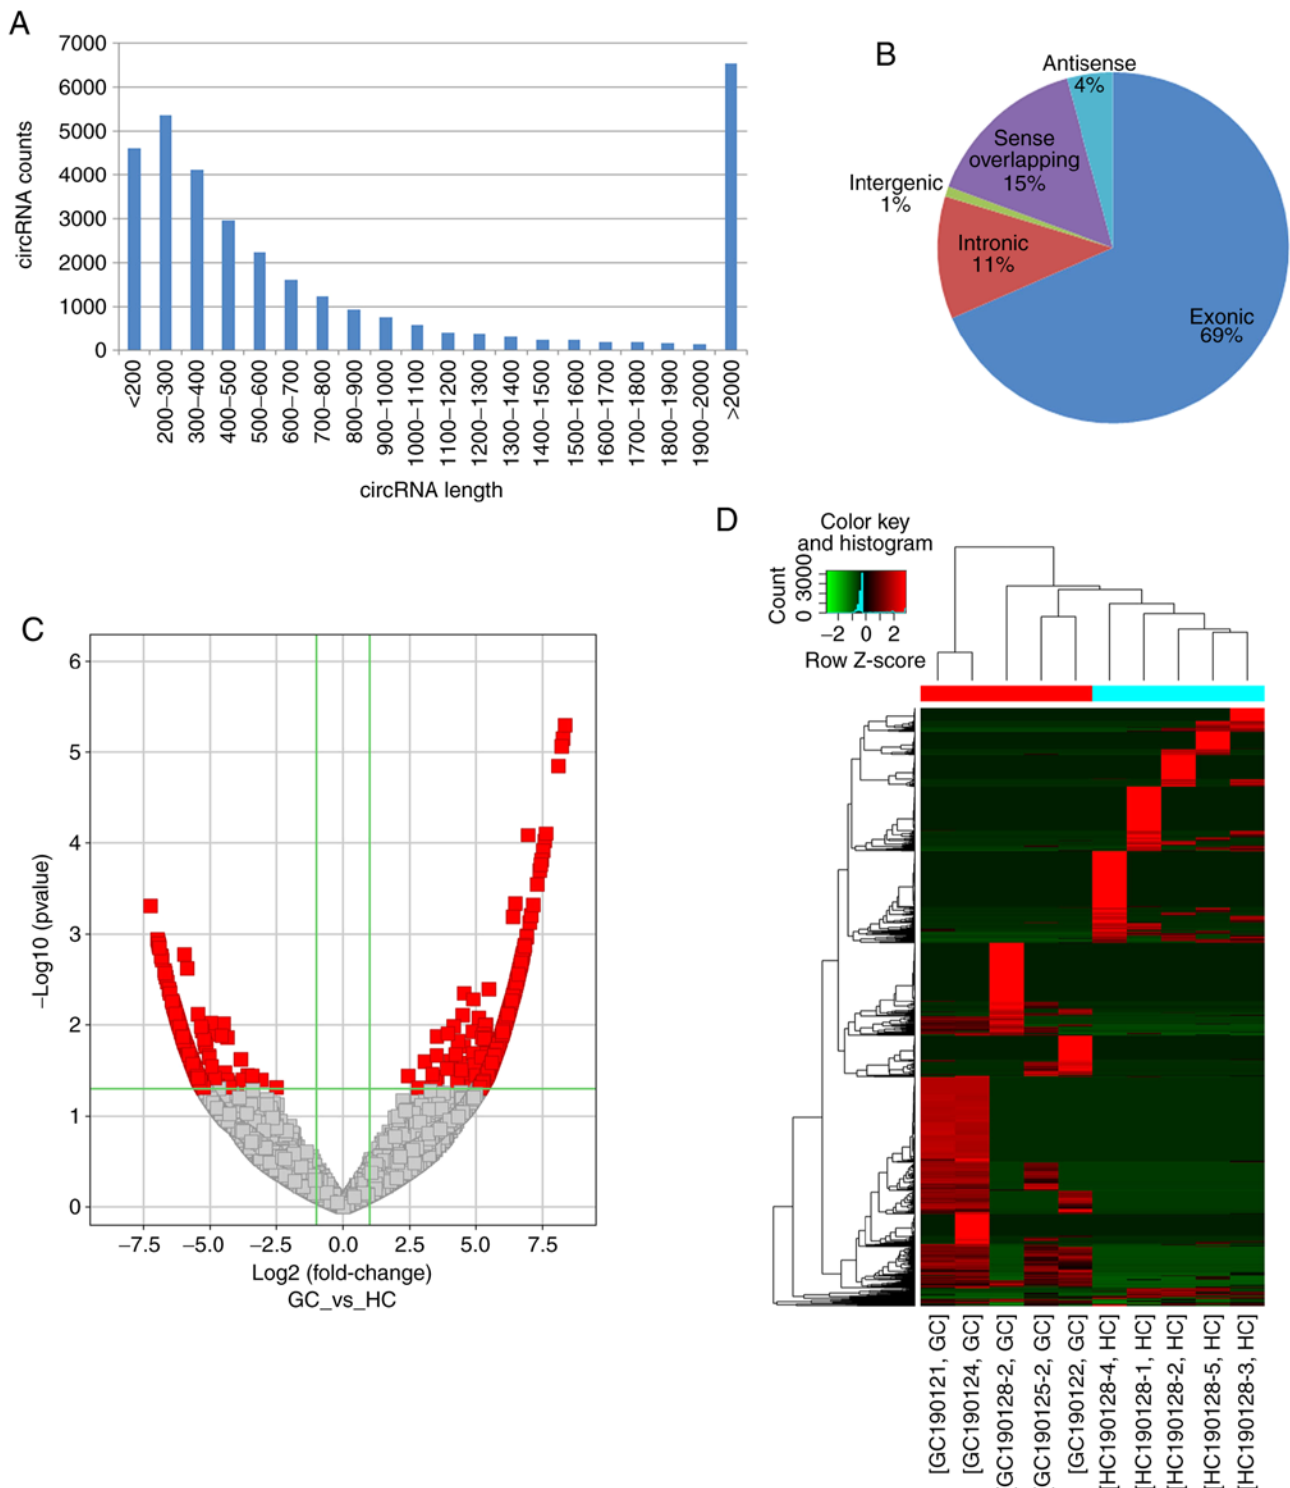 A
7000
6000
5000
4000
3000
2000
1000
0
circRNA counts
<200
200–300
300–400
400–500
500–600
600–700
700–800
800–900
900–1000
1000–1100
1100–1200
1200–1300
1300–1400
1400–1500
1500–1600
1600–1700
1700–1800
1800–1900
1900–2000
>2000
circRNA length
B
Antisense
4%
Sense
overlapping
15%
Intergenic
1%
Intronic
11%
Exonic
69%
C
6
5
4
3
2
1
0
–Log10 (pvalue)
–7.5 –5.0 –2.5 0.0 2.5 5.0 7.5
Log2 (fold-change)
GC_vs_HC
D
Color key
and histogram
Count
0 3000
–2 0 2
Row Z-score
[GC190121, GC]
[GC190124, GC]
[GC190128-2, GC]
[GC190125-2, GC]
[GC190122, GC]
[HC190128-4, HC]
[HC190128-1, HC]
[HC190128-2, HC]
[HC190128-5, HC]
[HC190128-3, HC]